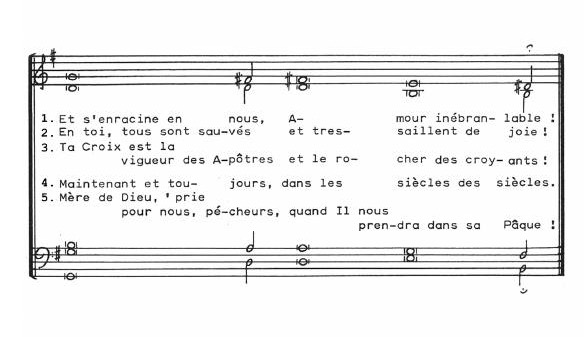 1. Et s'enracine en nous, A- mour inébran- lable !
2. En toi, tous sont sau-vés et tres- saillent de joie !
3. Ta Croix est la
vigueur des A-pôtres et le ro- cher des croy- ants !
4. Maintenant et tou- jours, dans les siècles des siècles.
5. Mère de Dieu, ' prie
pour nous, pé-cheurs, quand Il nous
pren-dra dans sa Pâque !